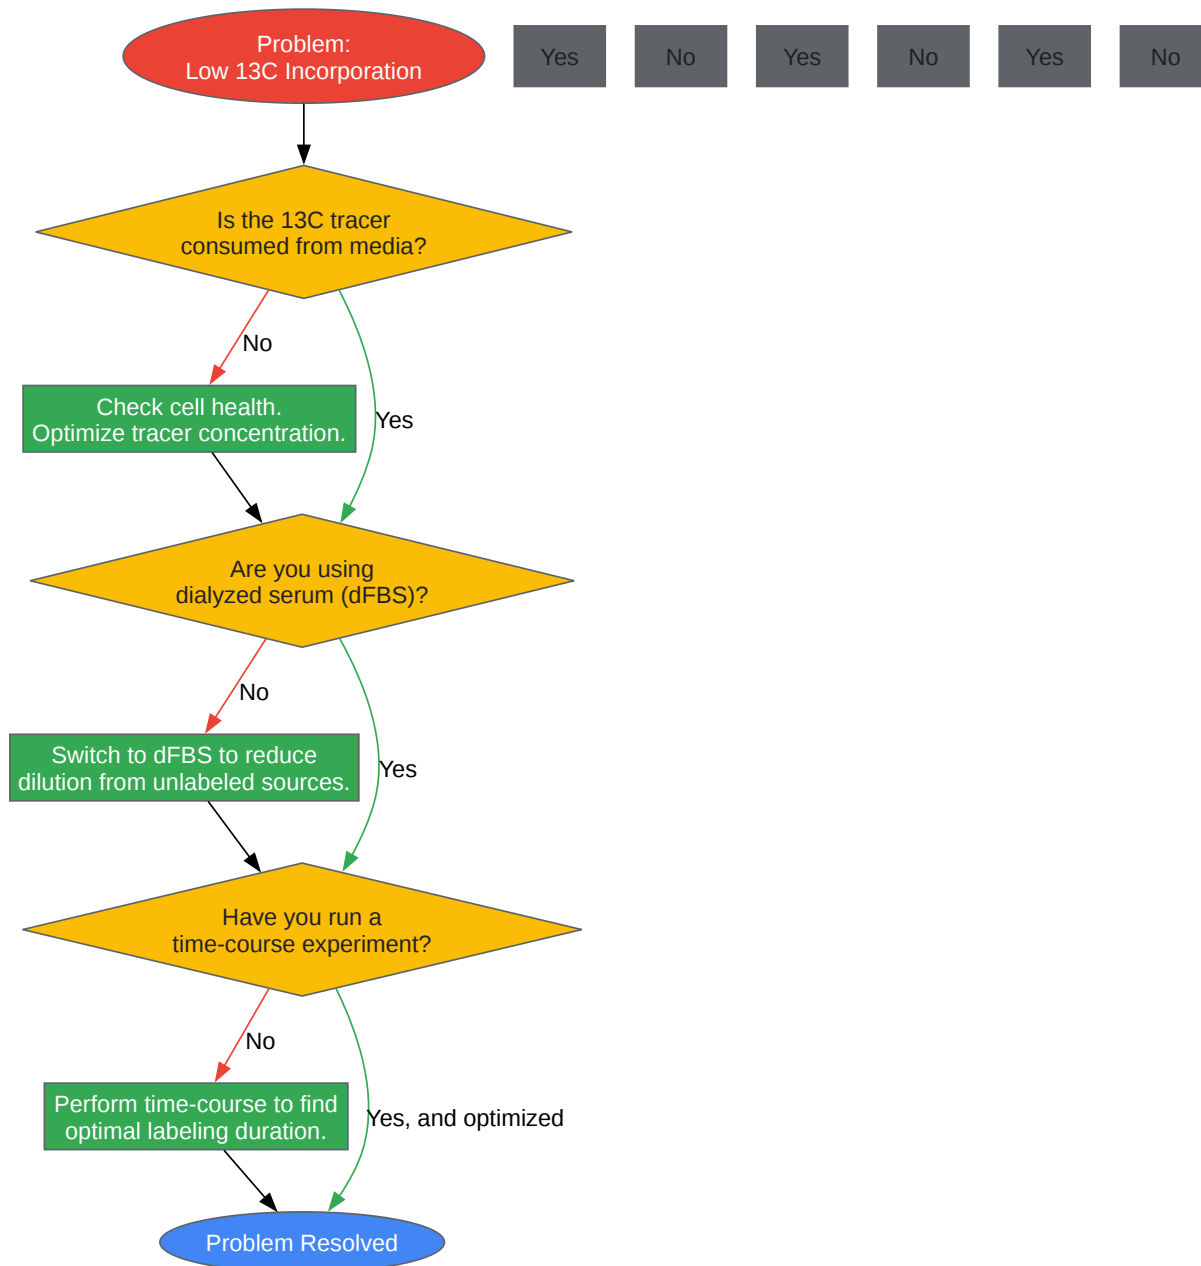 Problem:
Low 13C Incorporation
Yes
No
Yes
No
Yes
No
Is the 13C tracer
consumed from media?
No
Check cell health.
Optimize tracer concentration.
Yes
Are you using
dialyzed serum (dFBS)?
No
Switch to dFBS to reduce
dilution from unlabeled sources.
Yes
Have you run a
time-course experiment?
No
Perform time-course to find
optimal labeling duration.
Yes, and optimized
Problem Resolved